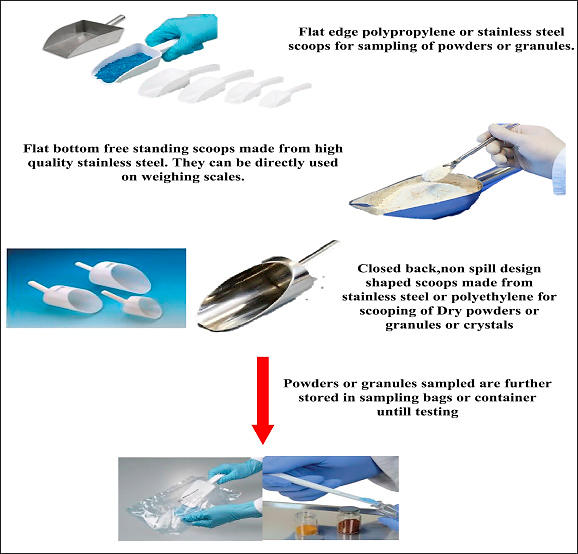 Flat edge polypropylene or stainless steel
scoops for sampling of powders or granules.
Flat bottom free standing scoops made from high
quality stainless steel. They can be directly used
on weighing scales.
Closed back,non spill design
shaped scoops made from
stainless steel or polyethylene for
scooping of Dry powders or
granules or crystals
Powders or granules sampled are further
stored in sampling bags or container
untill testing